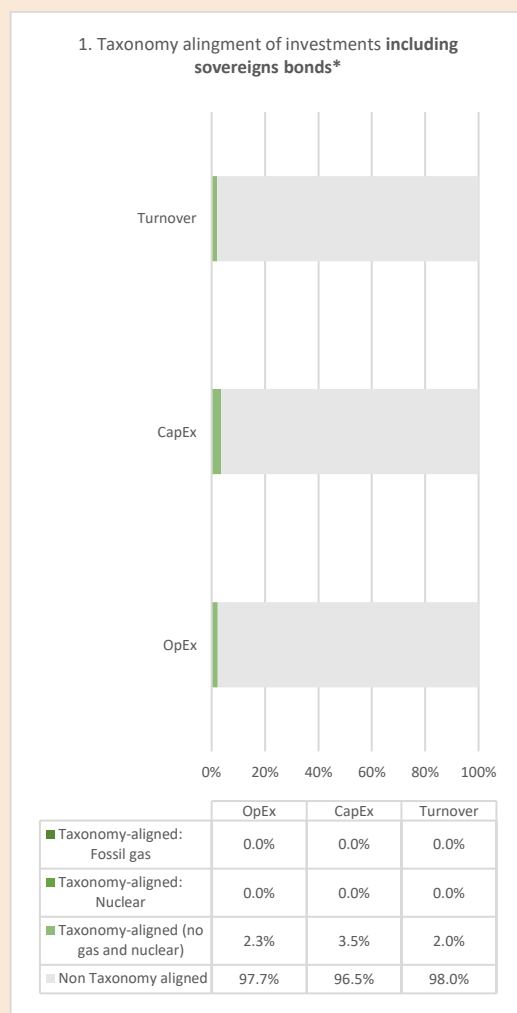 1. Taxonomy alingment of investments including
sovereigns bonds*
Turnover
CapEx
OpEx
0% 20% 40% 60% 80% 100%
OpEx CapEx Turnover
Taxonomy-aligned:
Fossil gas 0.0% 0.0% 0.0%
Taxonomy-aligned:
Nuclear 0.0% 0.0% 0.0%
Taxonomy-aligned (no
gas and nuclear) 2.3% 3.5% 2.0%
Non Taxonomy aligned 97.7% 96.5% 98.0%